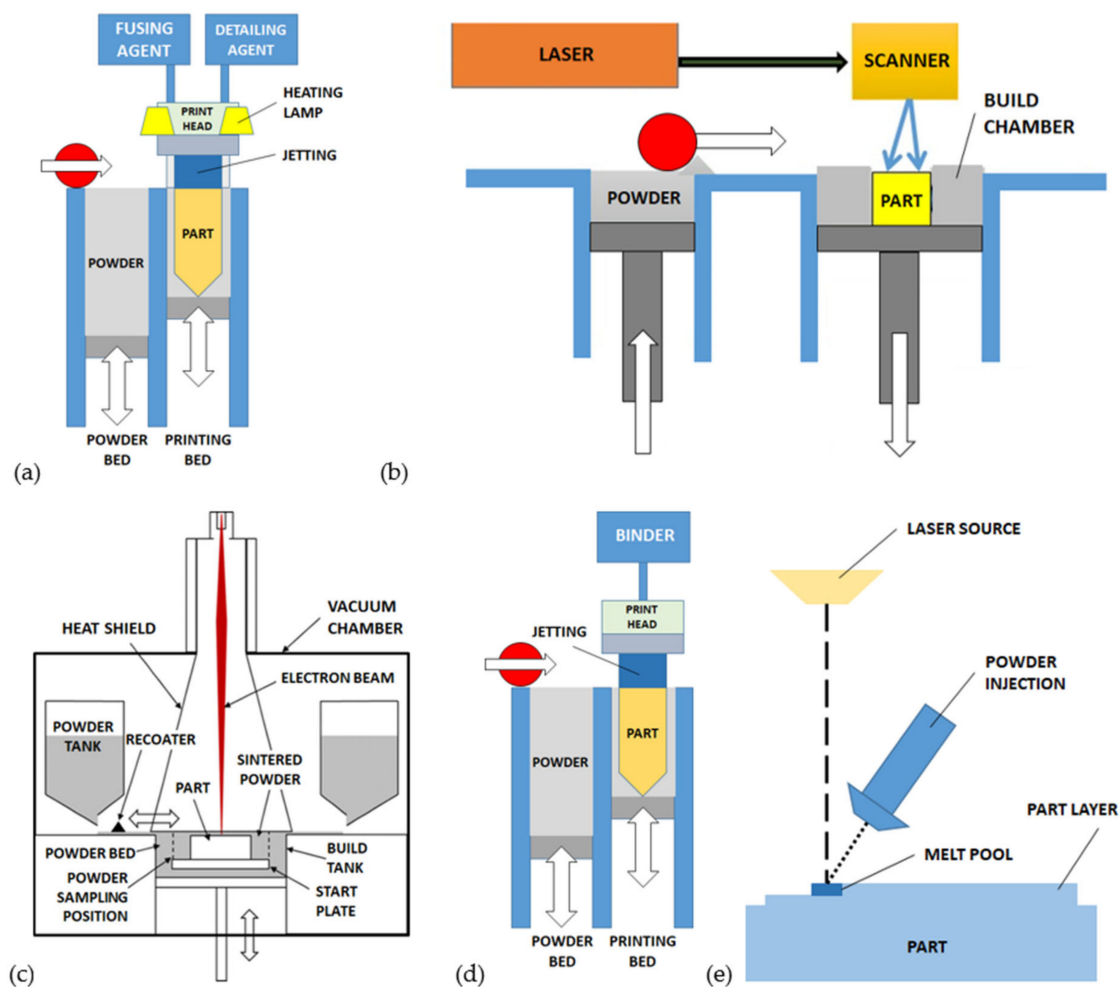 FUSING
AGENT
DETAILING
AGENT
HEATING
LAMP
PRINT
HEAD
JETTING
PART
POWDER
POWDER
BED
PRINTING
BED
(a)
LASER
SCANNER
BUILD
CHAMBER
POWDER
PART
(b)
VACUUM
CHAMBER
HEAT SHIELD
ELECTRON BEAM
POWDER
TANK
RECOATER
SINTERED
POWDER
PART
POWDER BED
BUILD
TANK
POWDER
SAMPLING
POSITION
START
PLATE
(c)
BINDER
PRINT
HEAD
JETTING
PART
POWDER
POWDER
BED
PRINTING
BED
(d)
LASER SOURCE
POWDER
INJECTION
PART LAYER
MELT POOL
PART
(e)